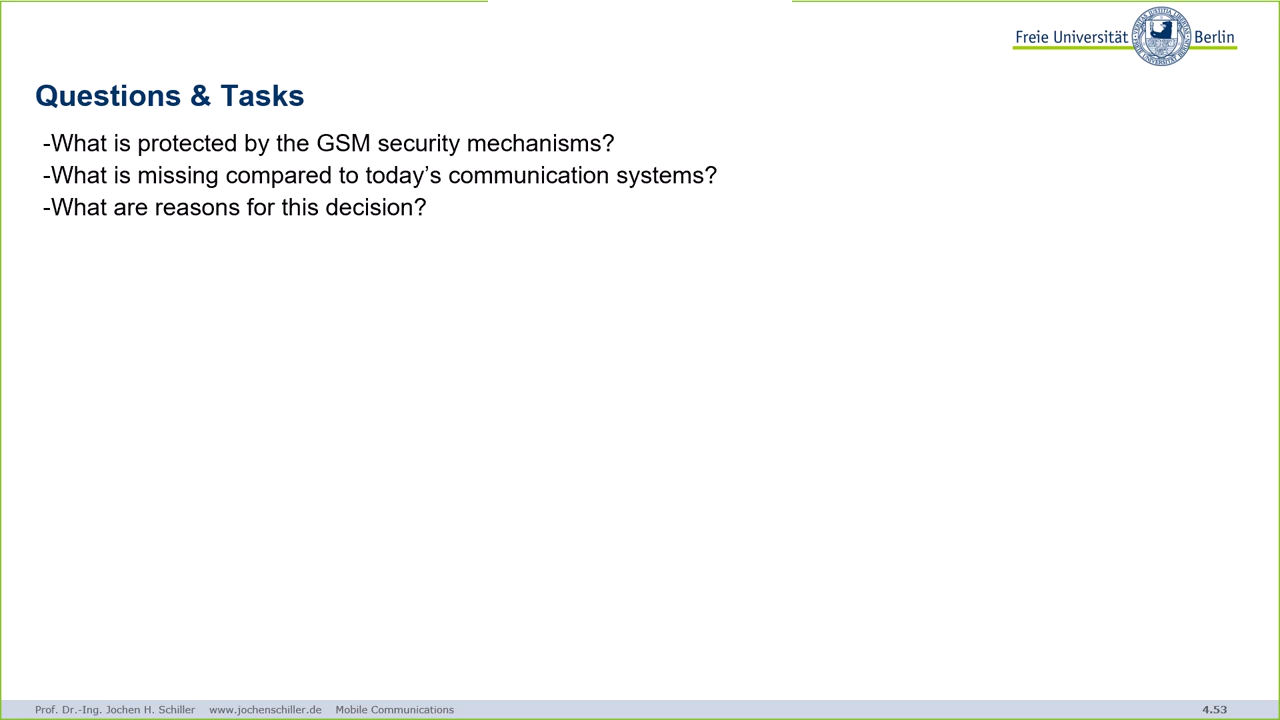 Freie Universität Berlin
Questions & Tasks
-What is protected by the GSM security mechanisms?
-What is missing compared to today’s communication systems?
-What are reasons for this decision?
Prof. Dr.-Ing. Jochen H. Schiller www.jochenschiller.de Mobile Communications 4.53